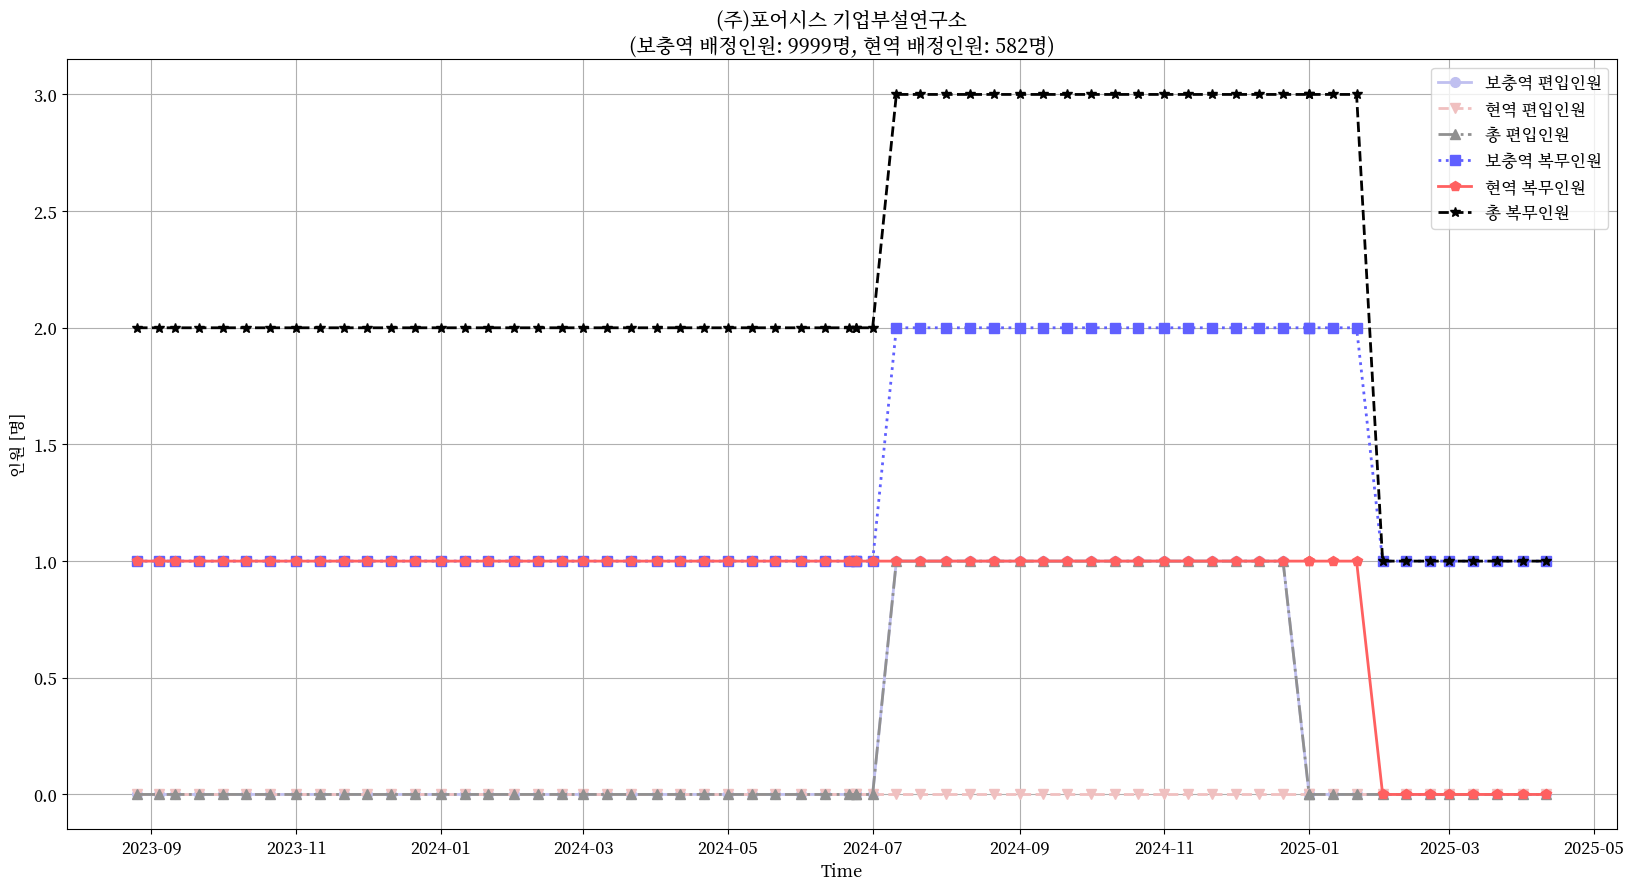 (주)포어시스 기업부설연구소
(보충역 배정인원: 9999명, 현역 배정인원: 582명)
보충역 편입인원
현역 편입인원
총 편입인원
보충역 복무인원
현역 복무인원
총 복무인원
인원 [명]
3.0
2.5
2.0
1.5
1.0
0.5
0.0
2023-09 2023-11 2024-01 2024-03 2024-05 2024-07 2024-09 2024-11 2025-01 2025-03 2025-05
Time